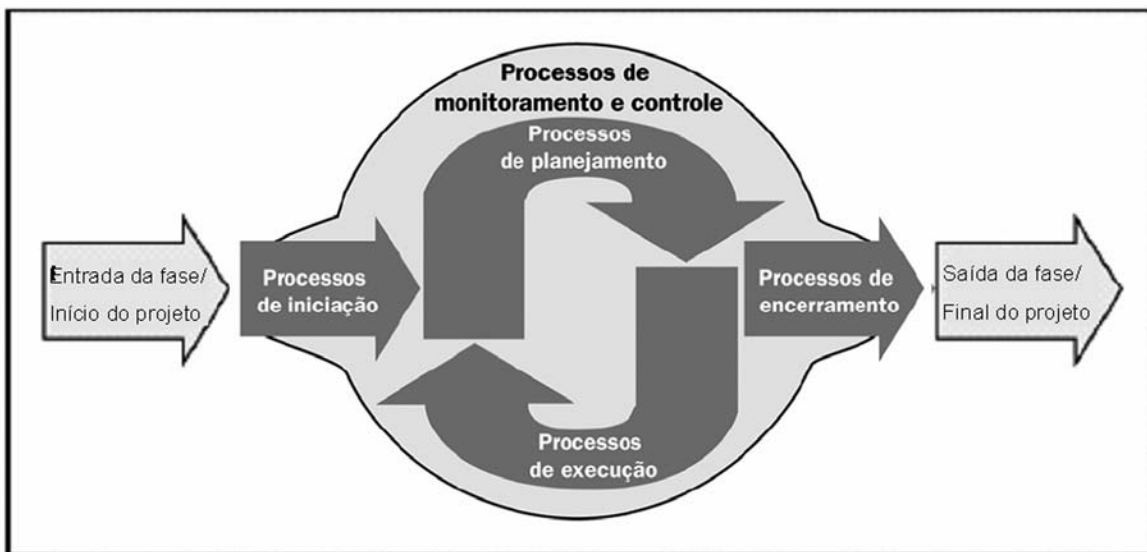 Processos de
monitoramento e controle
Processos
de planejamento
Entrada da fase/
Início do projeto
Processos
de iniciação
Processos de
encerramento
Saída da fase/
Final do projeto
Processos
de execução